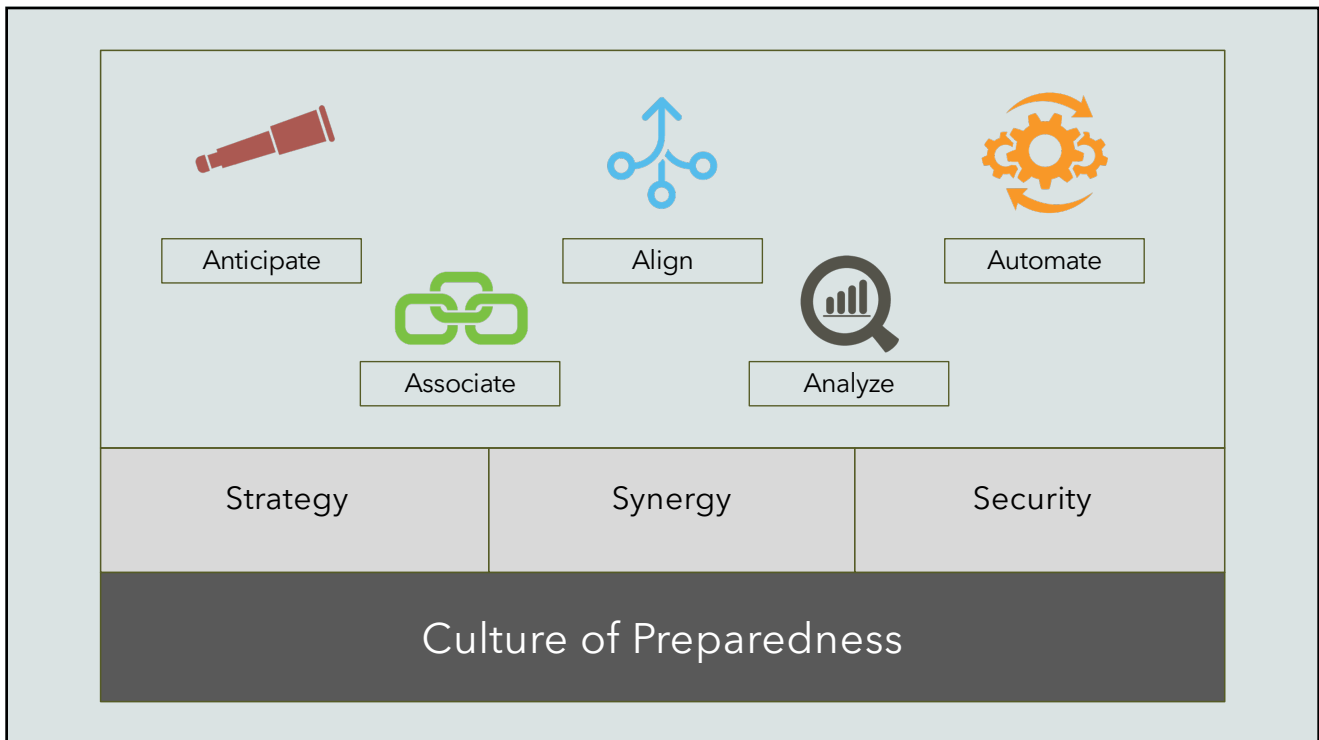 Anticipate
Align
Automate
Associate
Analyze
Strategy
Synergy
Security
Culture of Preparedness